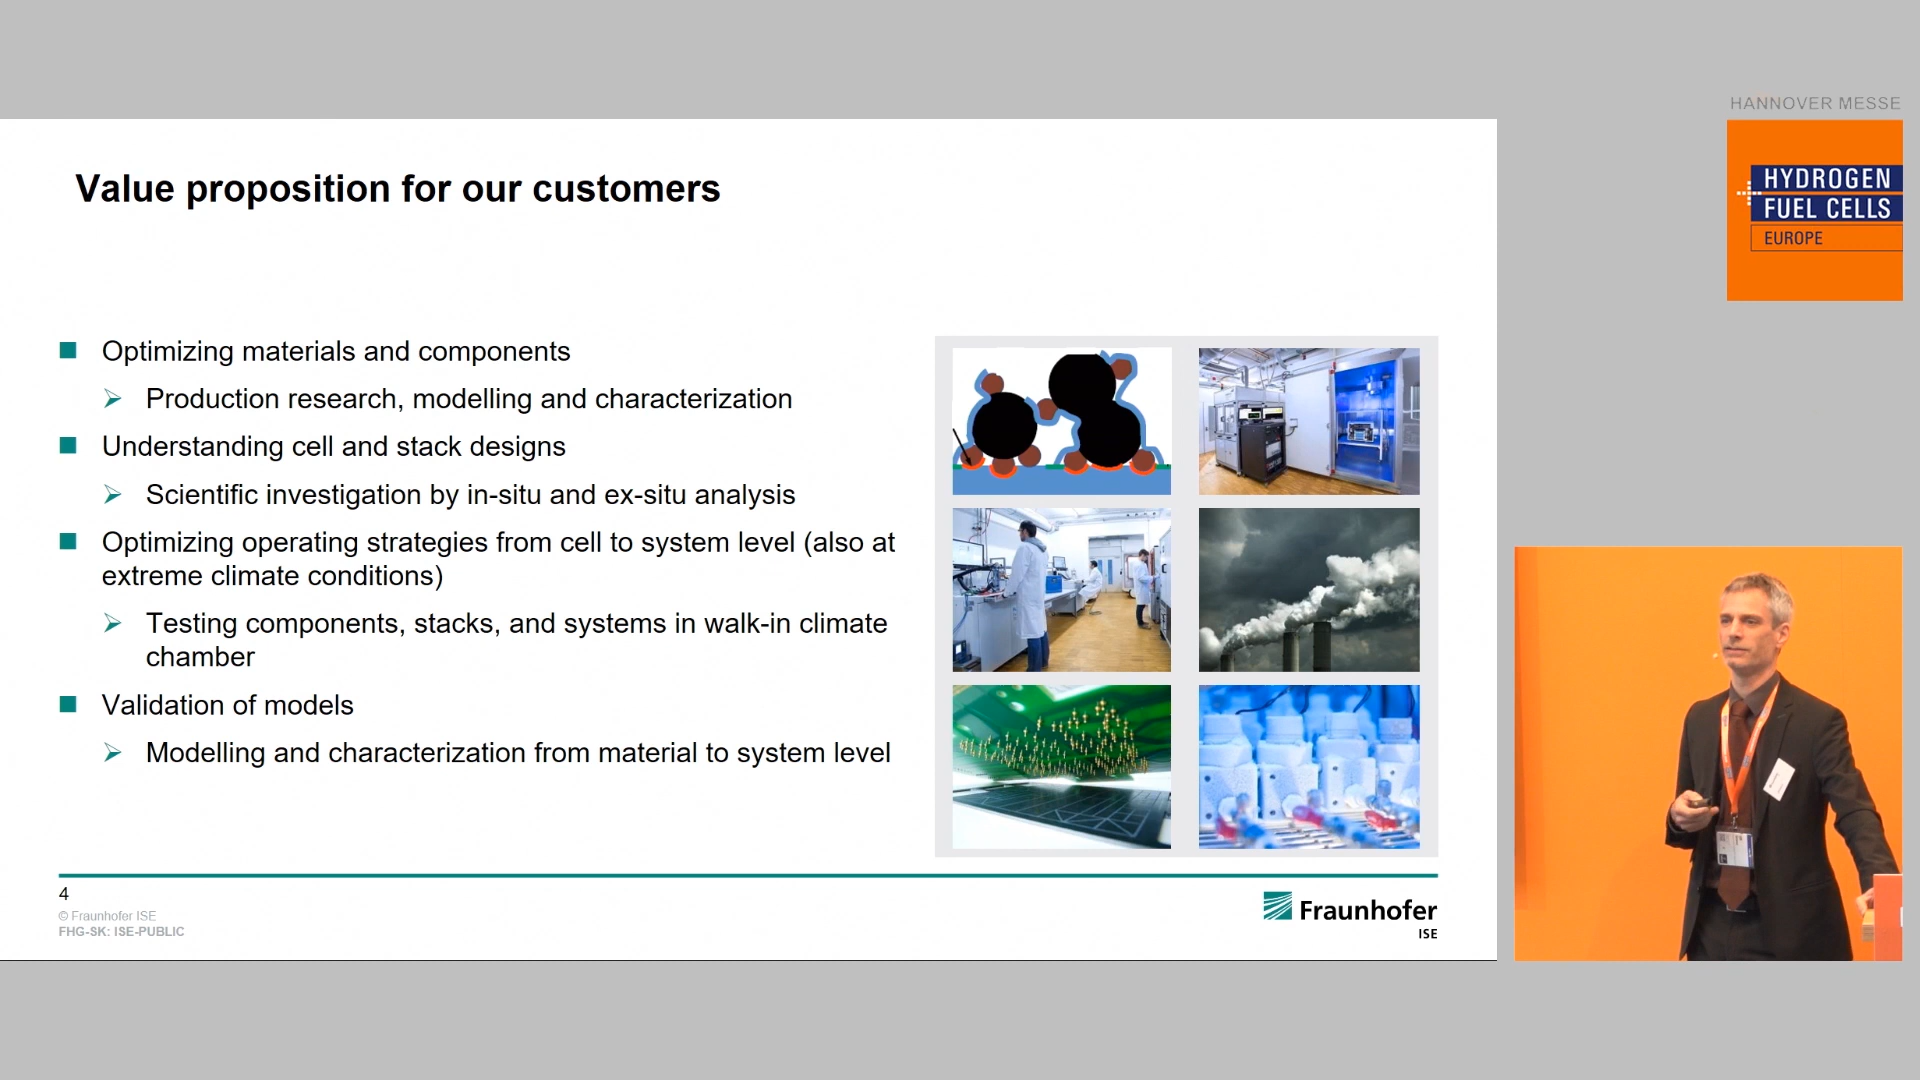 HANNOVER MESSE
HYDROGEN
FUEL CELLS
EUROPE
Value proposition for our customers
Optimizing materials and components
Production research, modelling and characterization
Understanding cell and stack designs
Scientific investigation by in-situ and ex-situ analysis
Optimizing operating strategies from cell to system level (also at
extreme climate conditions)
Testing components, stacks, and systems in walk-in climate
chamber
Validation of models
Modelling and characterization from material to system level
4
© Fraunhofer ISE
FHG-SK: ISE-PUBLIC
Fraunhofer
ISE